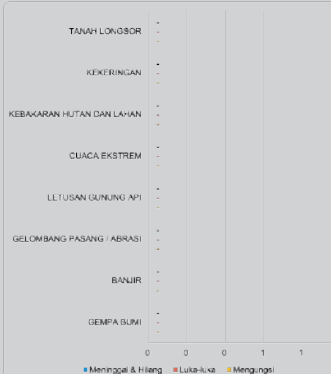 TANAH LONGSOR
-
-
-
KEKERINGAN
-
-
-
KEBAKARAN HUTAN DAN LAHAN
-
-
-
CUACA EKSTREM
-
-
-
LETUSAN GUNUNG API
-
-
-
GELOMBANG PASANG / ABRASI
-
-
-
BANJIR
-
-
-
GEMPA BUMI
-
-
-
0 0 0 1 1
Meninggal & Hilang Luka-luka Mengungsi